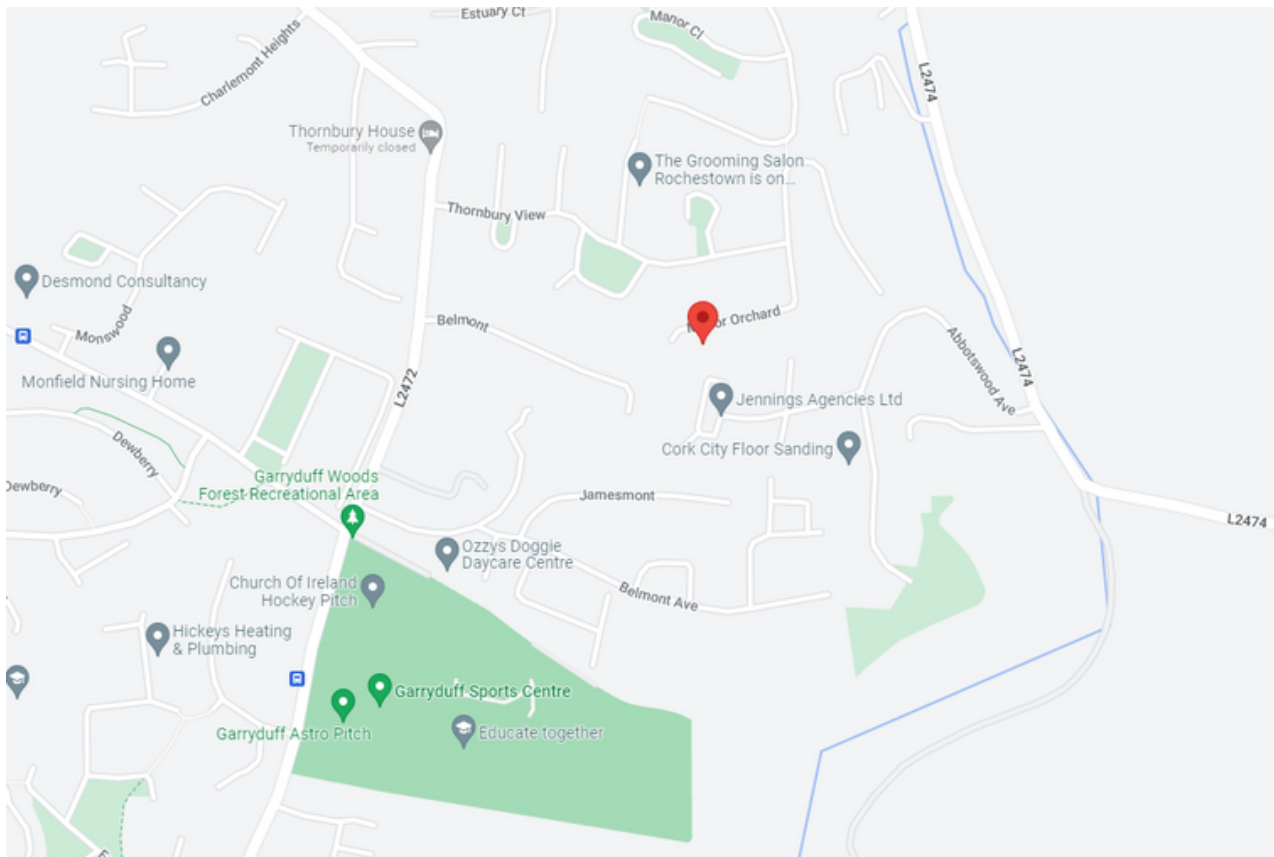 Estuary Ct
Manor Cl
Charlemont Heights
L2474
Thornbury House
Temporarily closed
The Grooming Salon
Rochestown is on...
Thornbury View
Desmond Consultancy
Monswood
Belmont
Orchard
Abbotswood Ave
L2474
Monfield Nursing Home
L2472
Jennings Agencies Ltd
Cork City Floor Sanding
Dewberry
Dewberry
Garryduff Woods
Forest Recreational Area
Jamesmont
L2474
Ozzys Doggie
Daycare Centre
Church Of Ireland
Hockey Pitch
Belmont Ave
Hickeys Heating
& Plumbing
Garryduff Sports Centre
Garryduff Astro Pitch
Educate together